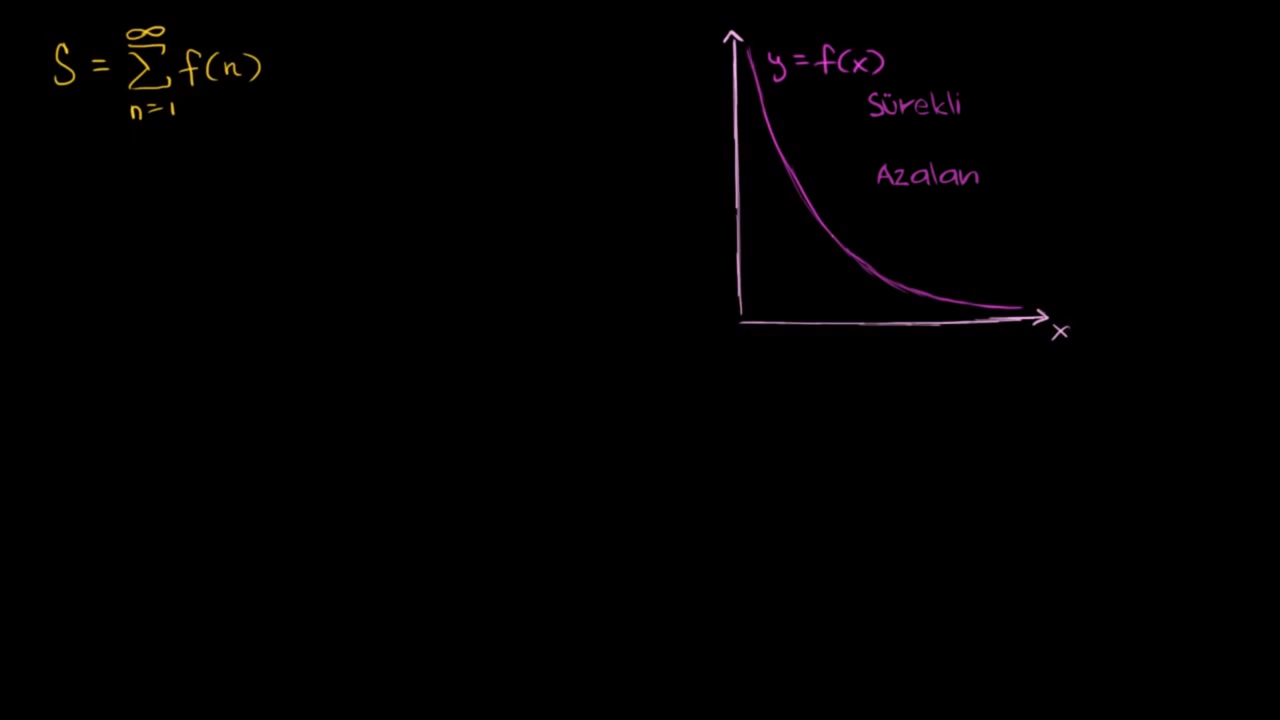 S = ∑_{n=1}^{∞} f(n)
y = f(x)
Sürekli
Azalan
x